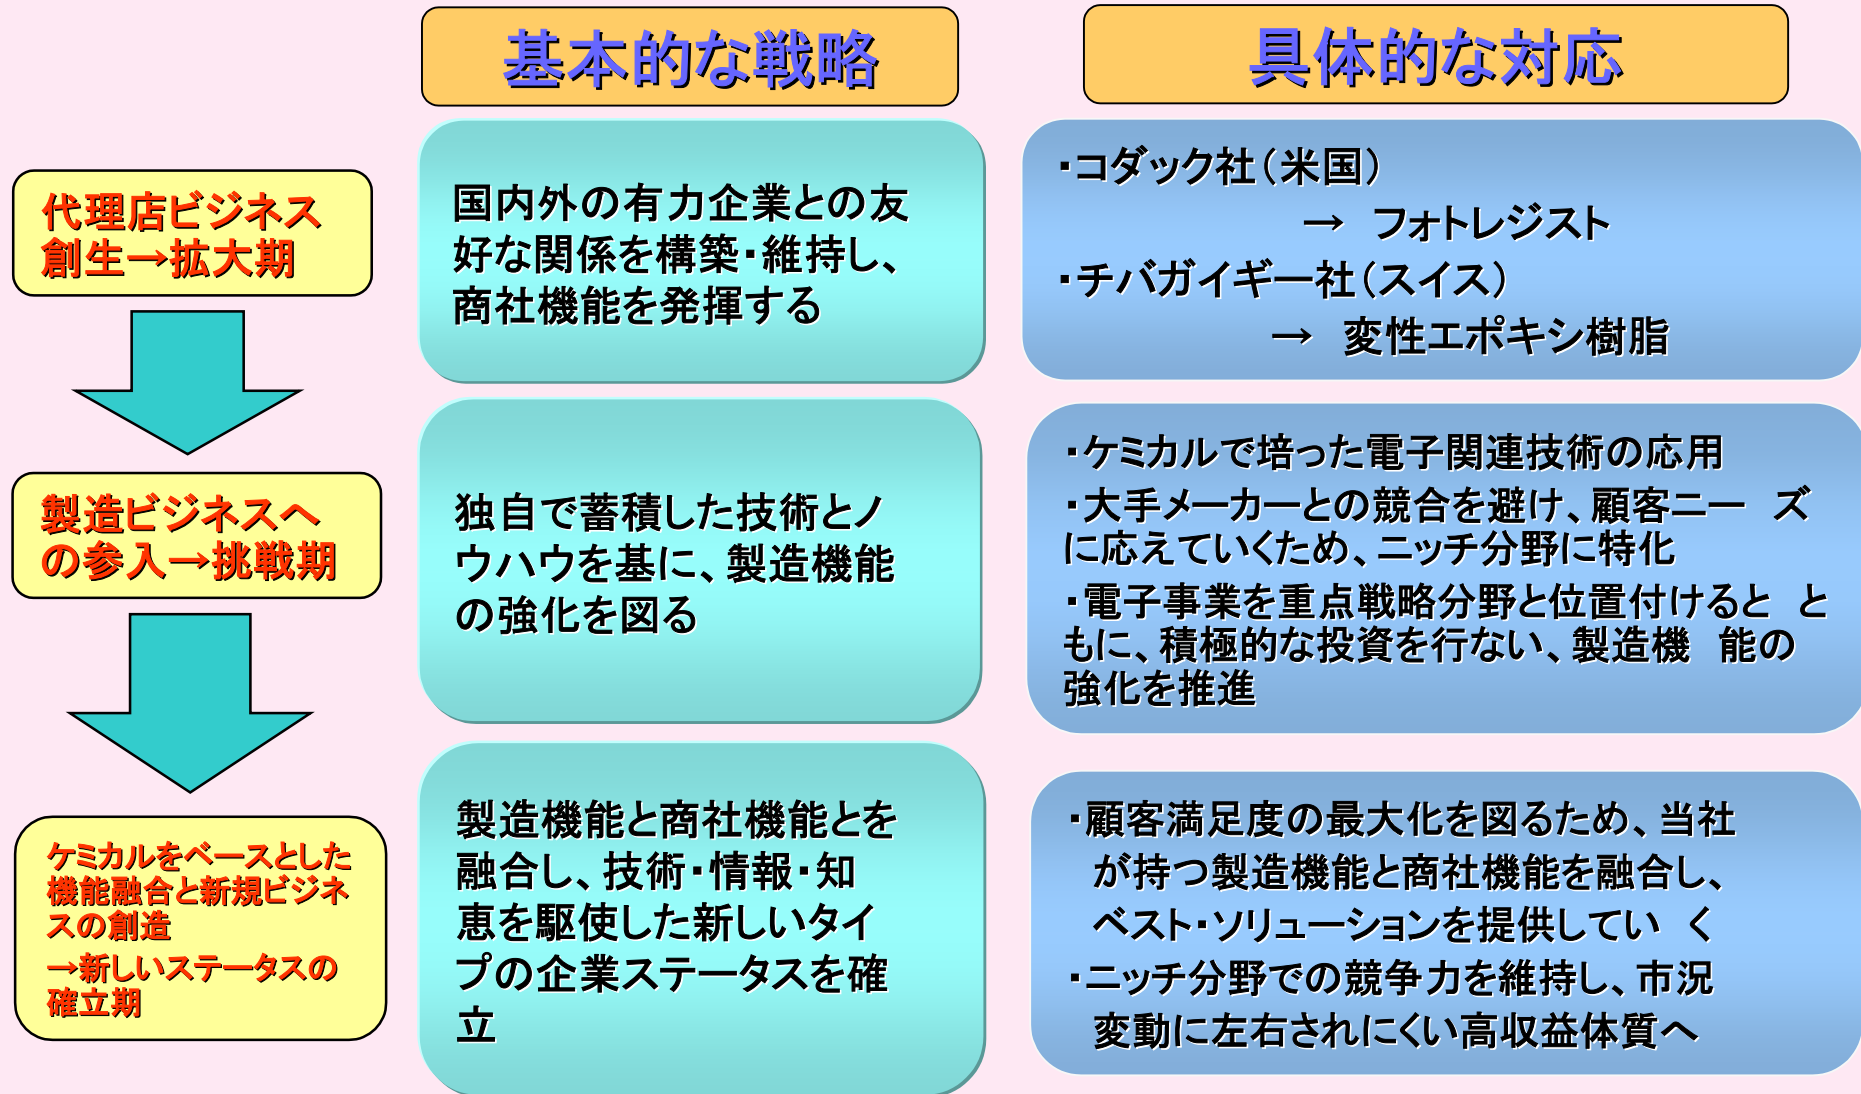 基本的な戦略
具体的な対応
代理店ビジネス
創生→拡大期
国内外の有力企業との友
好な関係を構築・維持し、
商社機能を発揮する
・コダック社（米国）
→　フォトレジスト
・チバガイギー社（スイス）
→　変性エポキシ樹脂
製造ビジネスへ
の参入→挑戦期
独自で蓄積した技術とノ
ウハウを基に、製造機能
の強化を図る
・ケミカルで培った電子関連技術の応用
・大手メーカーとの競合を避け、顧客ニー　ズ
に応えていくため、ニッチ分野に特化
・電子事業を重点戦略分野と位置付けると　と
もに、積極的な投資を行ない、製造機　能の
強化を推進
ケミカルをベースとした
機能融合と新規ビジネ
スの創造
→新しいステータスの
確立期
製造機能と商社機能とを
融合し、技術・情報・知
恵を駆使した新しいタイ
プの企業ステータスを確
立
・顧客満足度の最大化を図るため、当社
が持つ製造機能と商社機能を融合し、
ベスト・ソリューションを提供してい　く
・ニッチ分野での競争力を維持し、市況
変動に左右されにくい高収益体質へ